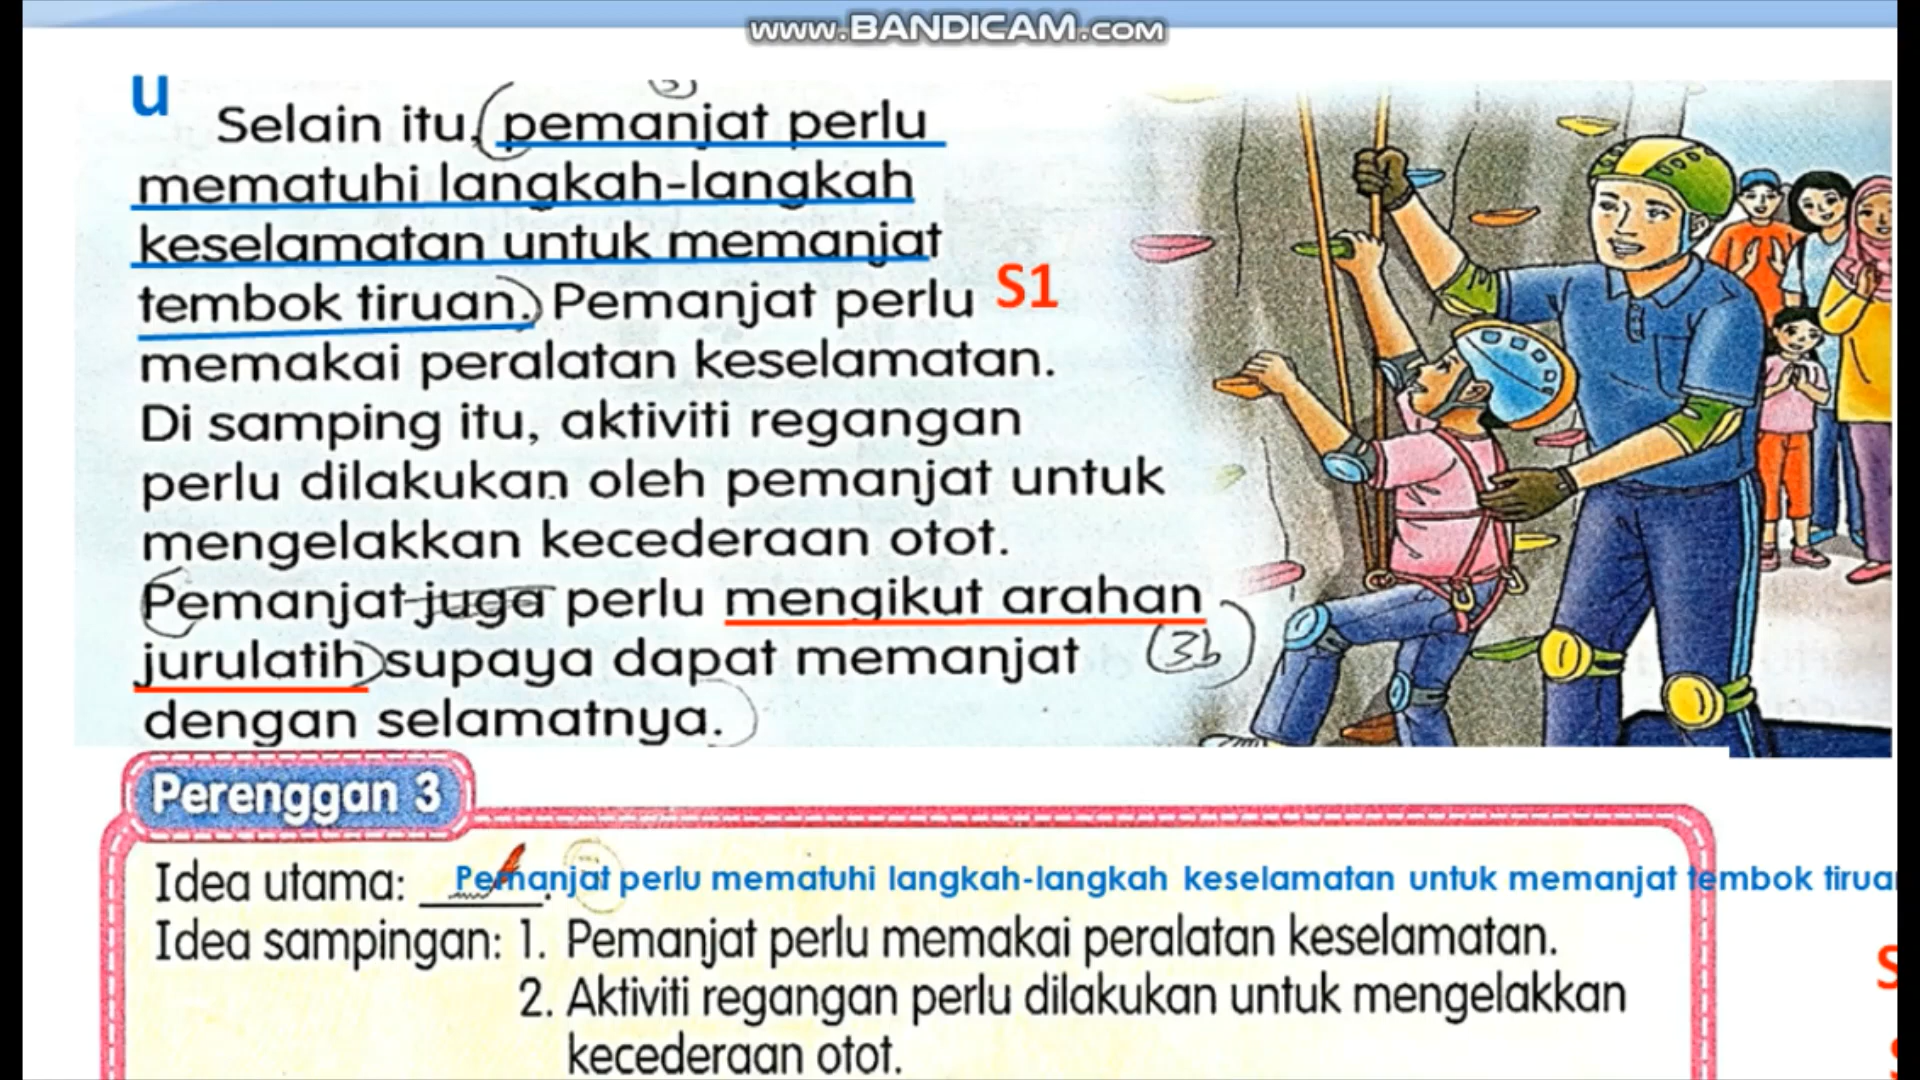 www.BANDICAM.com
u
Selain itu, pemanjat perlu
mematuhi langkah-langkah
keselamatan untuk memanjat
tembok tiruan. Pemanjat perlu
S1
memakai peralatan keselamatan.
Di samping itu, aktiviti regangan
perlu dilakukan oleh pemanjat untuk
mengelakkan kecederaan otot.
Pemanjat juga perlu mengikut arahan
jurulatih supaya dapat memanjat
(3b)
dengan selamatnya.
Perenggan 3
Idea utama: Pemanjat perlu mematuhi langkah-langkah keselamatan untuk memanjat tembok
Idea sampingan: 1. Pemanjat perlu memakai peralatan keselamatan.
2. Aktiviti regangan perlu dilakukan untuk mengelakkan
kecederaan otot.